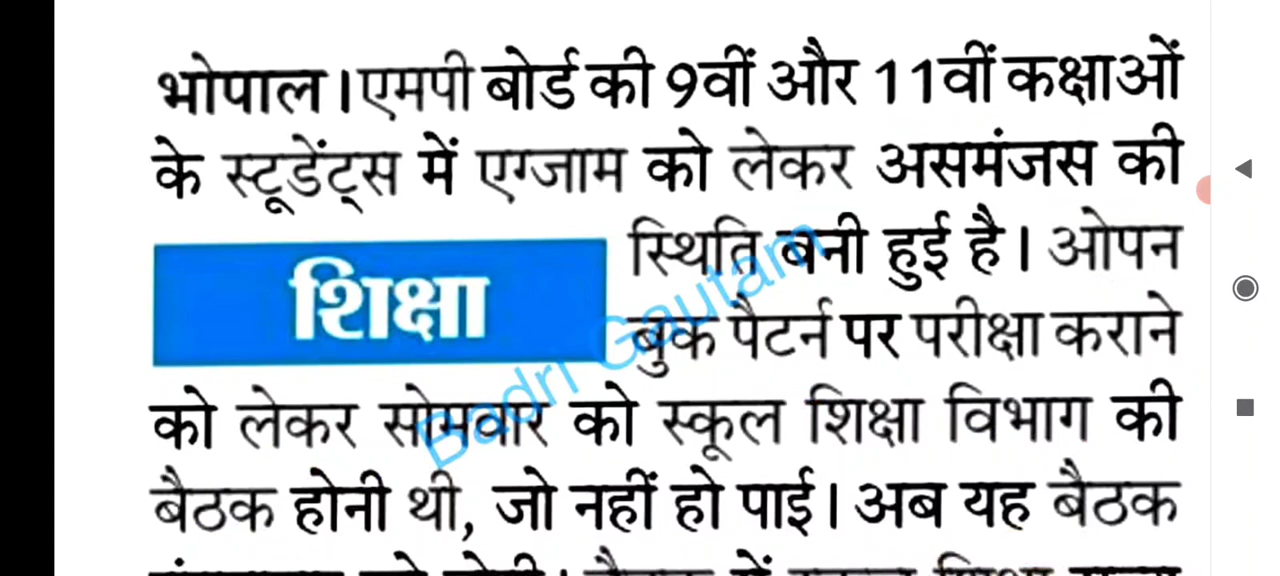 भोपाल। एमपी बोर्ड की 9वीं और 11वीं कक्षाओं
के स्टूडेंट्स में एग्जाम को लेकर असमंजस की
स्थिति बनी हुई है। ओपन
शिक्षा
बुक पैटर्न पर परीक्षा कराने
को लेकर सोमवार को स्कूल शिक्षा विभाग की
बैठक होनी थी, जो नहीं हो पाई। अब यह बैठक
Badri Gautam